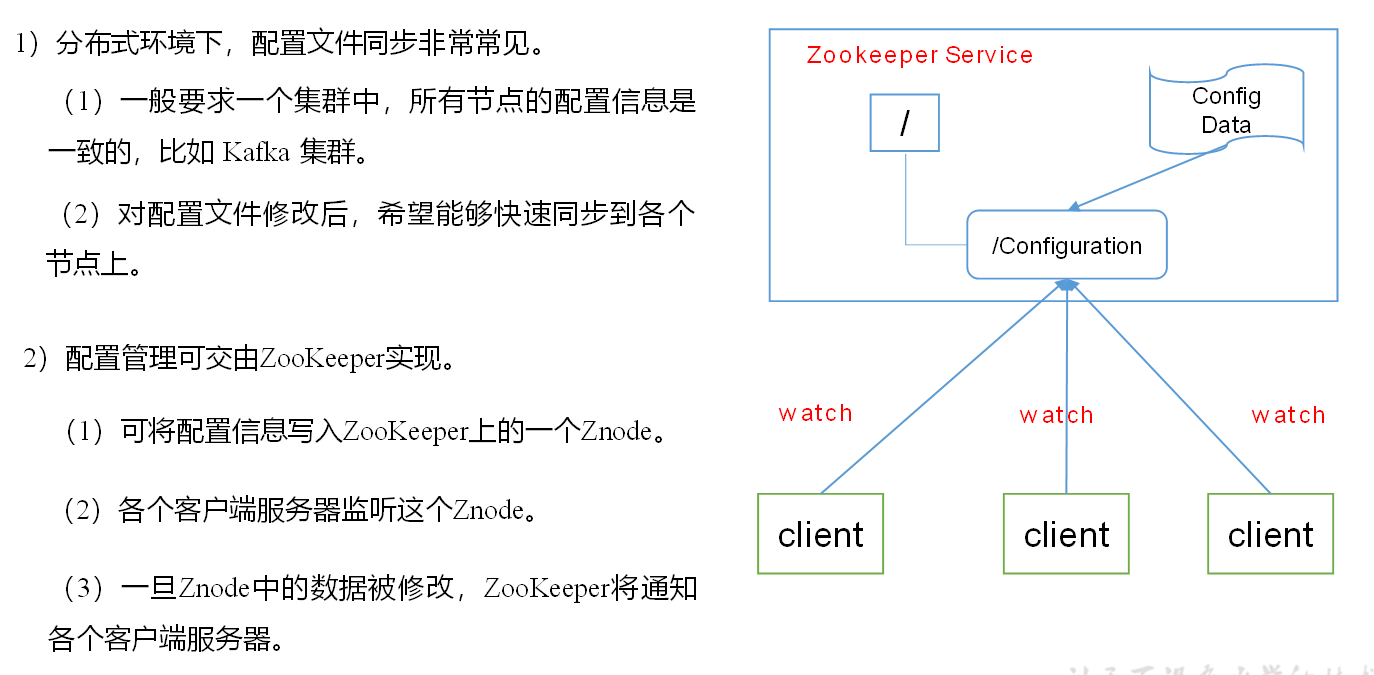 1）分布式环境下，配置文件同步非常常见。
（1）一般要求一个集群中，所有节点的配置信息是
一致的，比如 Kafka 集群。
（2）对配置文件修改后，希望能够快速同步到各个
节点上。
2）配置管理可交由ZooKeeper实现。
（1）可将配置信息写入ZooKeeper上的一个Znode。
（2）各个客户端服务器监听这个Znode。
（3）一旦Znode中的数据被修改，ZooKeeper将通知
各个客户端服务器。
Zookeeper Service
/
Config
Data
/Configuration
watch
watch
watch
client
client
client